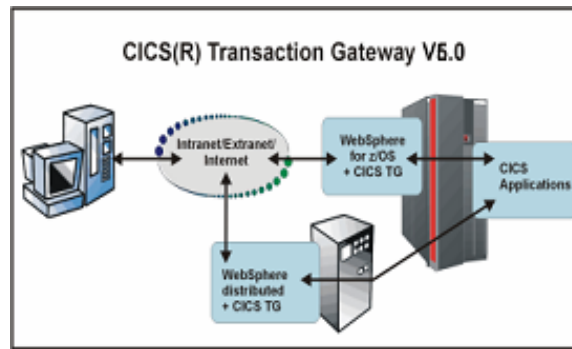 CICS(R) Transaction Gateway V5.0
Intranet/Extranet/
Internet
WebSphere
for z/OS
+ CICS TG
CICS
Applications
WebSphere
distributed
+ CICS TG